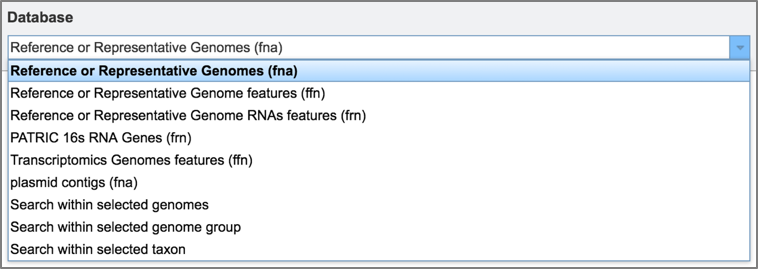 Database
Reference or Representative Genomes (fna)
Reference or Representative Genomes (fna)
Reference or Representative Genome features (ffn)
Reference or Representative Genome RNAs features (frn)
PATRIC 16s RNA Genes (frn)
Transcriptomics Genomes features (ffn)
plasmid contigs (fna)
Search within selected genomes
Search within selected genome group
Search within selected taxon